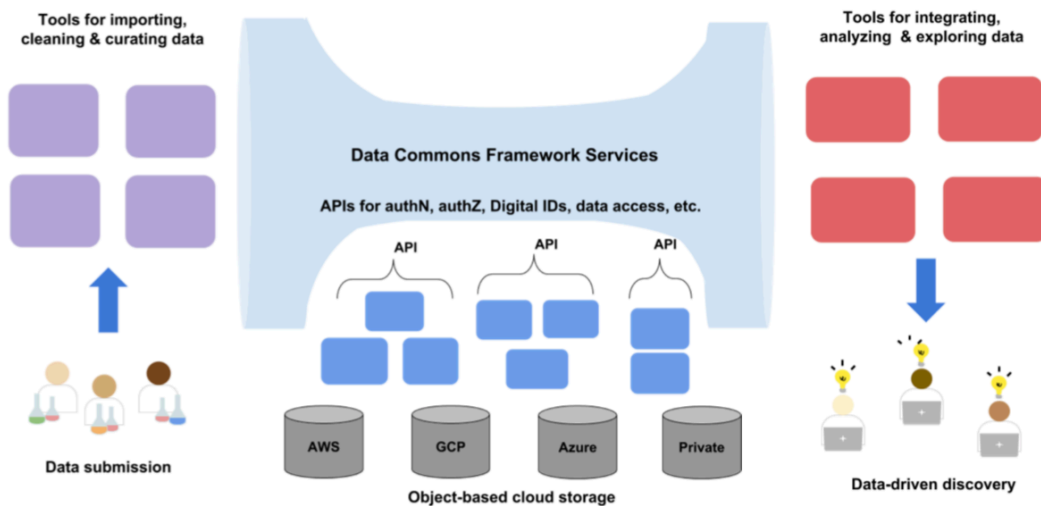 Tools for importing,
cleaning & curating data
Tools for integrating,
analyzing & exploring data
Data Commons Framework Services
APIs for authN, authZ, Digital IDs, data access, etc.
API
API
API
AWS
GCP
Azure
Private
Data submission
Object-based cloud storage
Data-driven discovery